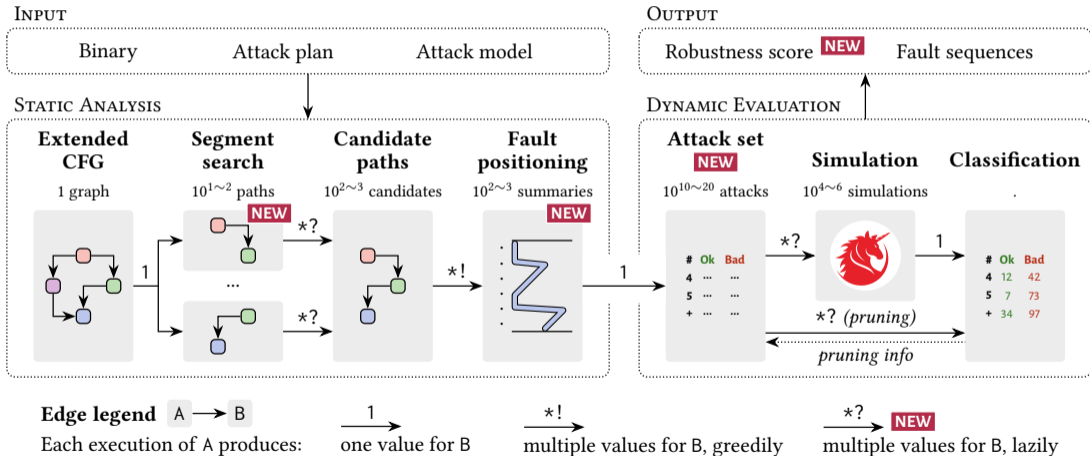 INPUT
Binary Attack plan Attack model
OUTPUT
Robustness score NEW Fault sequences
STATIC ANALYSIS
Extended CFG
1 graph
Segment search
10^1∼2 paths
NEW
Candidate paths
10^2∼3 candidates
Fault positioning
10^2∼3 summaries
NEW
1
*?
...
*?
*!
1
DYNAMIC EVALUATION
Attack set
NEW
10^10∼20 attacks
Simulation
10^4∼6 simulations
Classification
.
# Ok Bad
4 ... ...
5 ... ...
+ ... ...
*?
1
# Ok Bad
4 12 42
5 7 73
+ 34 97
*? (pruning)
pruning info
Edge legend A B
Each execution of A produces:
1
one value for B
*!
multiple values for B, greedily
*? NEW
multiple values for B, lazily